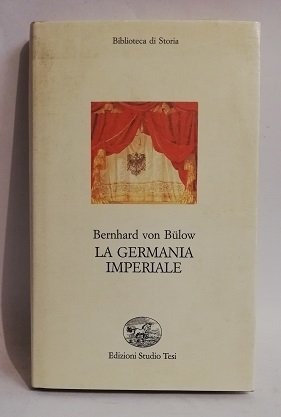 Biblioteca di Storia
Bernhard von Bülow
LA GERMANIA
IMPERIALE
Edizioni Studio Tesi